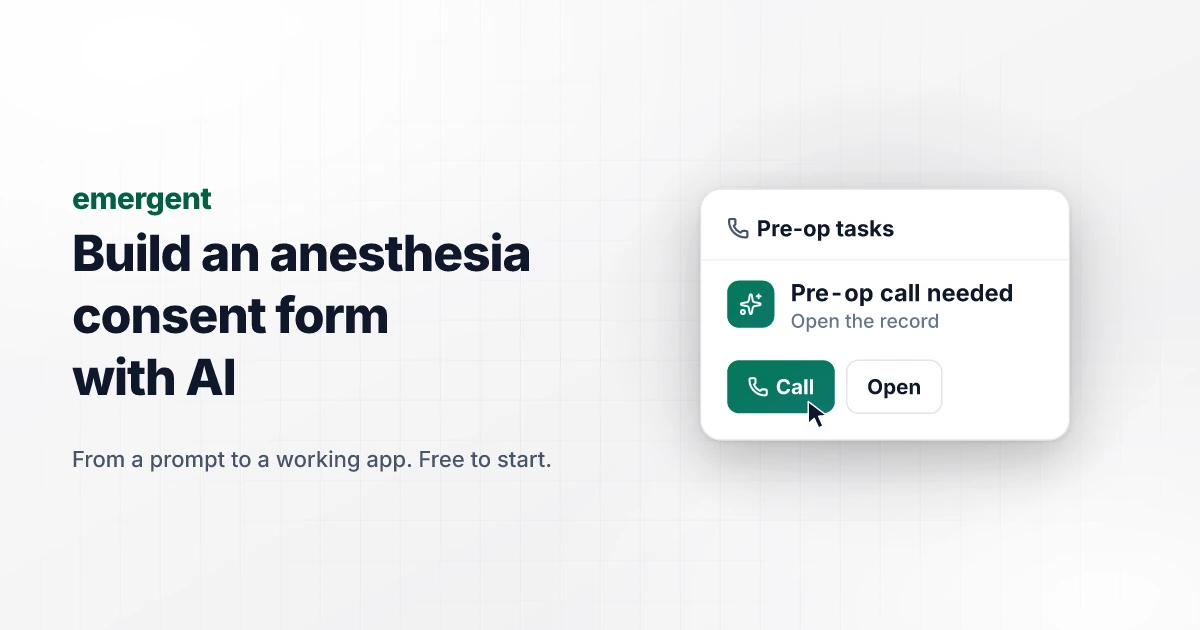 emergent
Build an anesthesia
consent form
with AI
From a prompt to a working app. Free to start.
Pre-op tasks
Pre-op call needed
Open the record
Call
Open